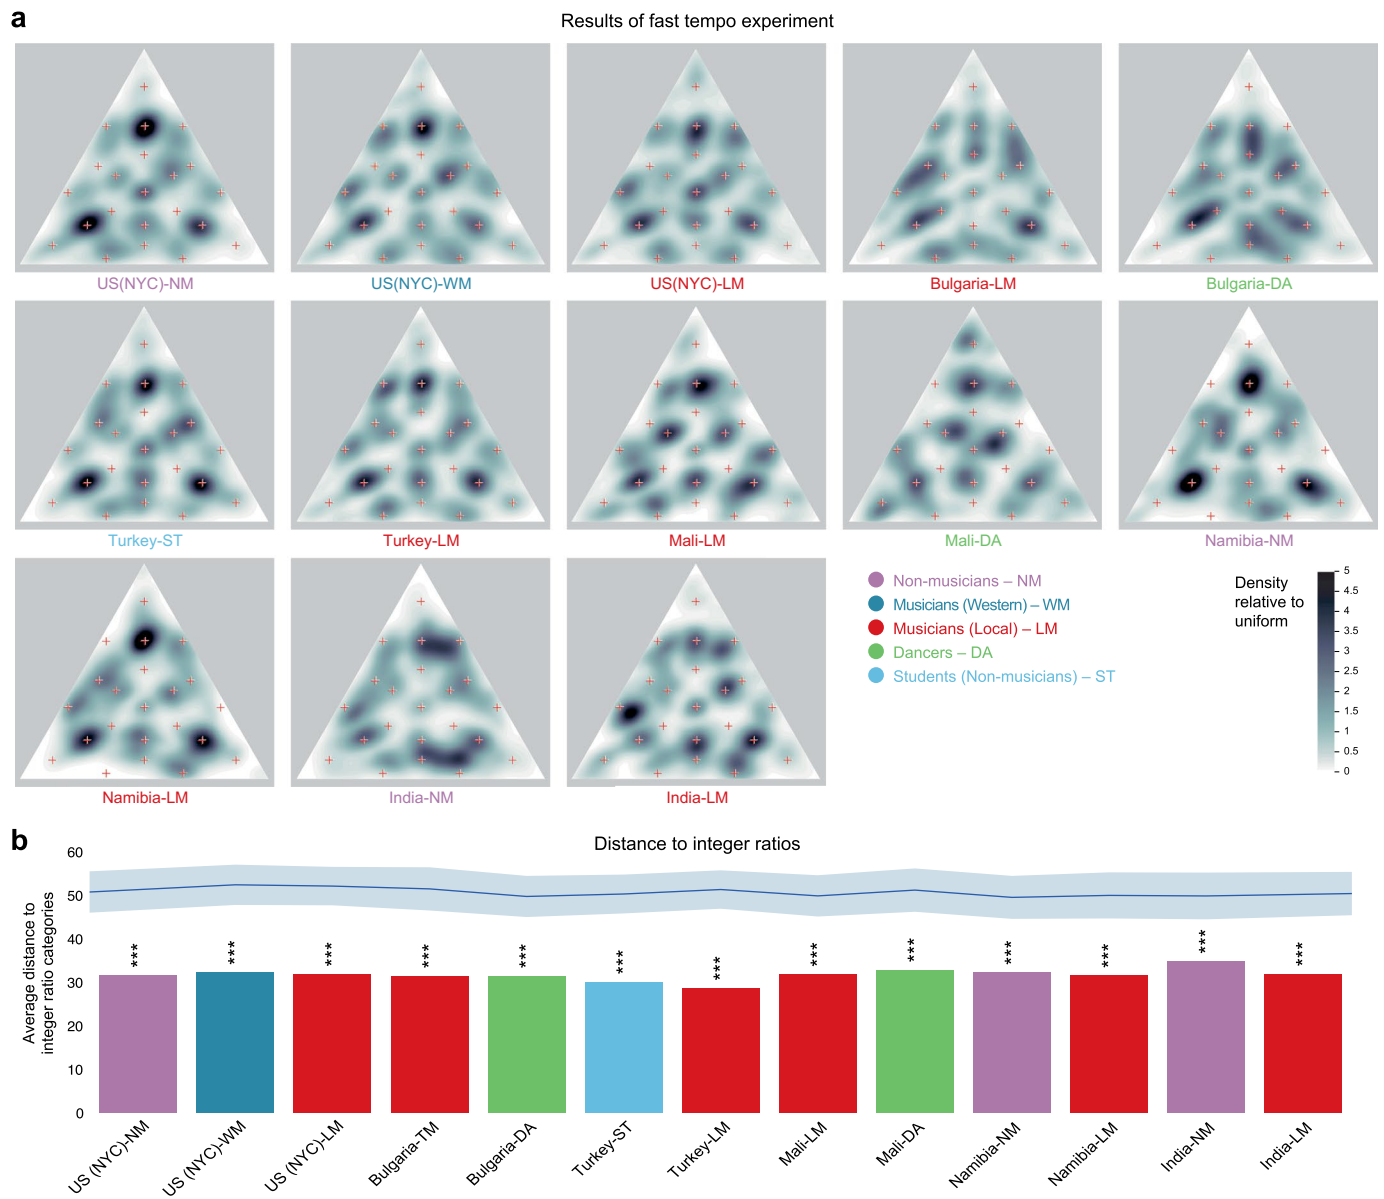 a
Results of fast tempo experiment
US(NYC)-NM
US(NYC)-WM
US(NYC)-LM
Bulgaria-LM
Bulgaria-DA
Turkey-ST
Turkey-LM
Mali-LM
Mali-DA
Namibia-NM
Namibia-LM
India-NM
India-LM
Non-musicians – NM
Musicians (Western) – WM
Musicians (Local) – LM
Dancers – DA
Students (Non-musicians) – ST
Density
relative to
uniform
5
4.5
4
3.5
3
2.5
2
1.5
1
0.5
0
b
Distance to integer ratios
Average distance to
integer ratio categories
60
50
40
30
20
10
0
***
***
***
***
***
***
***
***
***
***
***
***
***
US (NYC)-NM
US (NYC)-WM
US (NYC)-LM
Bulgaria-TM
Bulgaria-DA
Turkey-ST
Turkey-LM
Mali-LM
Mali-DA
Namibia-NM
Namibia-LM
India-NM
India-LM